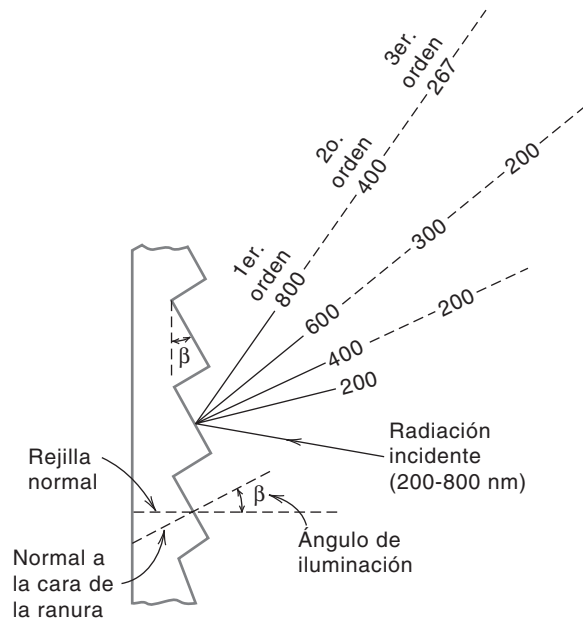 3er.
orden
267
2o.
orden
400
200
1er.
orden
800
300
600
200
400
200
β
Radiación
incidente
(200-800 nm)
Rejilla
normal
β
Ángulo de
iluminación
Normal a
la cara de
la ranura